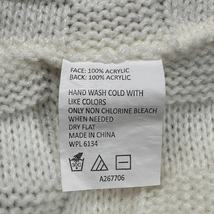 FACE: 100% ACRYLIC
BACK: 100% ACRYLIC
HAND WASH COLD WITH
LIKE COLORS
ONLY NON CHLORINE BLEACH
WHEN NEEDED
DRY FLAT
MADE IN CHINA
WPL 6134
A267706